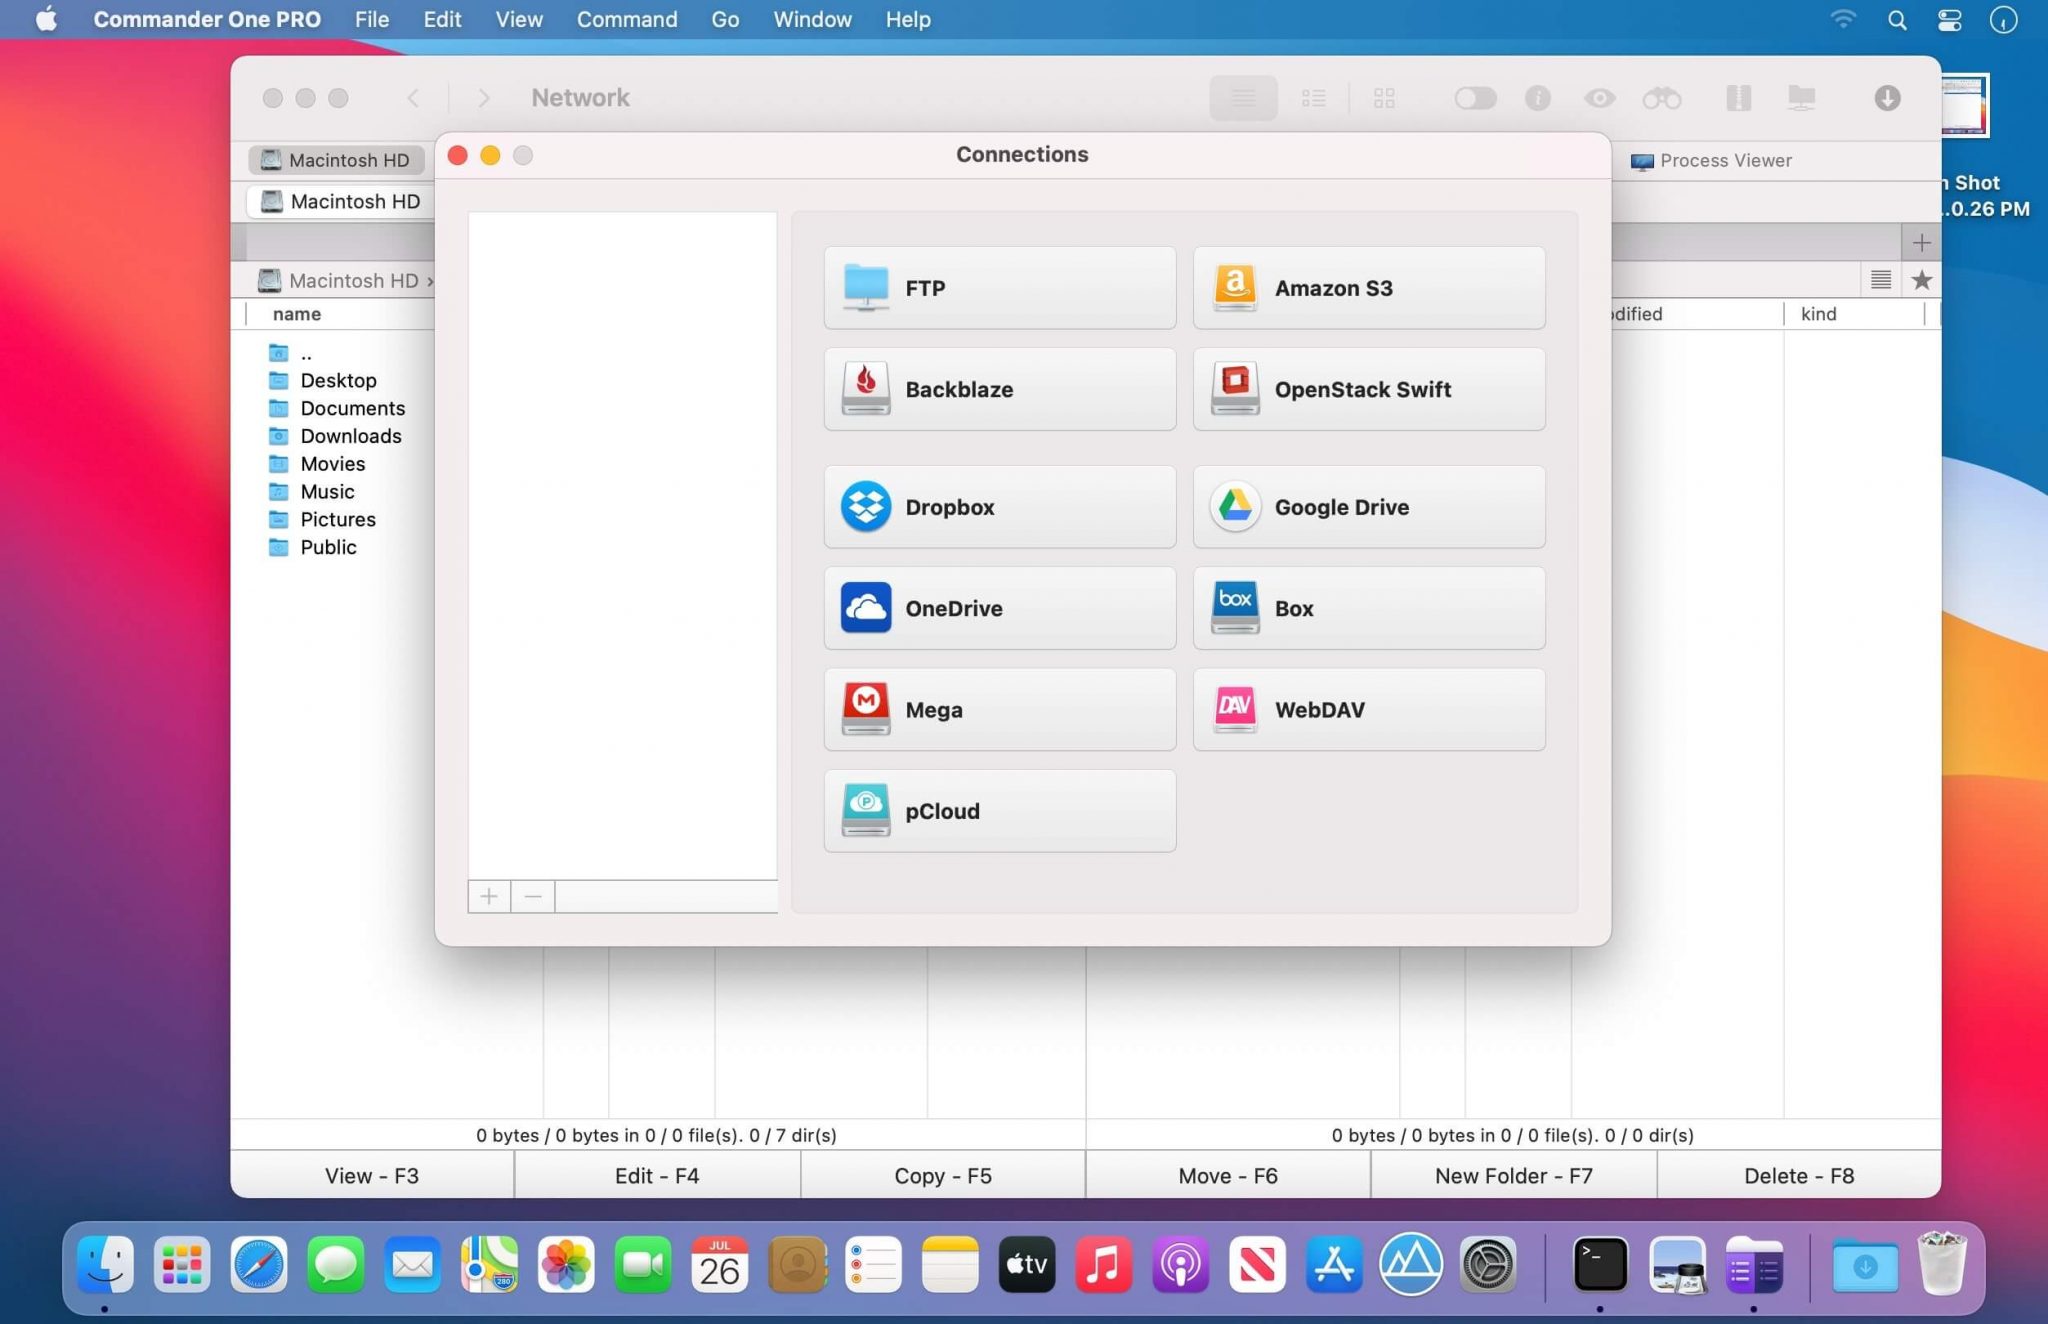 Commander One PRO File Edit View Command Go Window Help
Network
Macintosh HD
Connections
Process Viewer
Macintosh HD
n Shot
...0.26 PM
Macintosh HD ›
name
odified
kind
..
Desktop
Documents
Downloads
Movies
Music
Pictures
Public
FTP
Amazon S3
Backblaze
OpenStack Swift
Dropbox
Google Drive
OneDrive
box
Box
M
Mega
DAV
WebDAV
P
pCloud
0 bytes / 0 bytes in 0 / 0 file(s). 0 / 7 dir(s)
0 bytes / 0 bytes in 0 / 0 file(s). 0 / 0 dir(s)
View - F3
Edit - F4
Copy - F5
Move - F6
New Folder - F7
Delete - F8
280
JUL
26
tv
>_